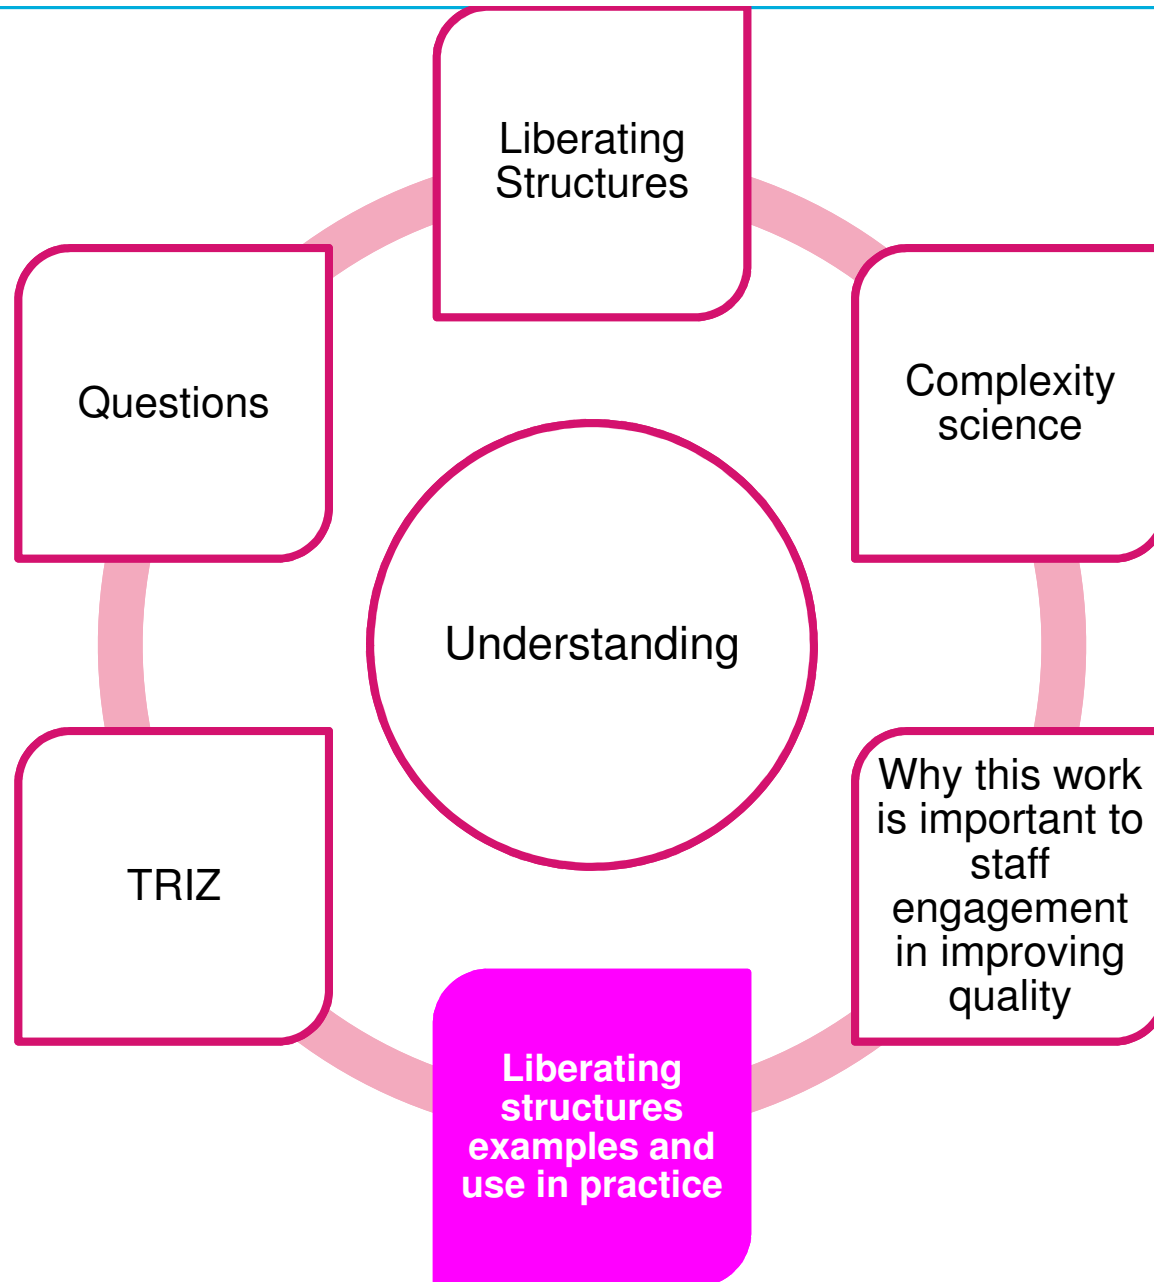 Liberating
Structures
Complexity
science
Why this work
is important to
staff
engagement
in improving
quality
Liberating
structures
examples and
use in practice
TRIZ
Questions
Understanding